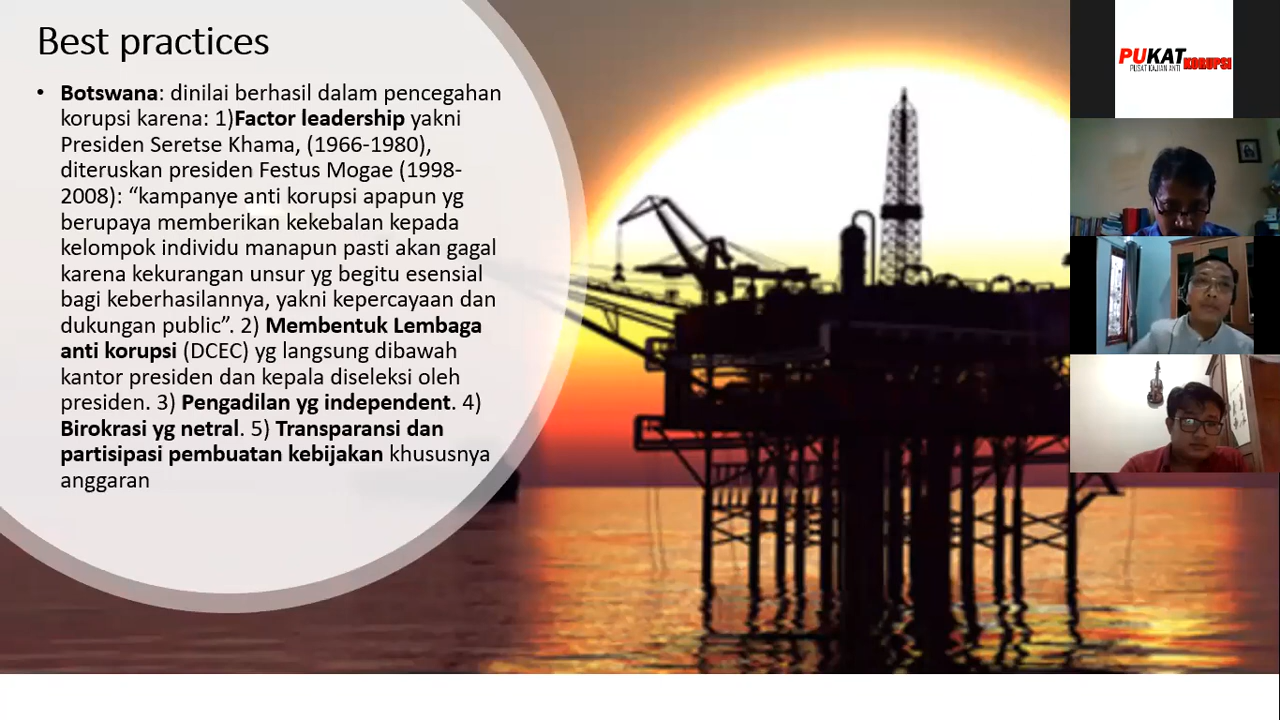 Best practices
• Botswana: dinilai berhasil dalam pencegahan
korupsi karena: 1)Factor leadership yakni
Presiden Seretse Khama, (1966-1980),
diteruskan presiden Festus Mogae (1998-
2008): “kampanye anti korupsi apapun yg
berupaya memberikan kekebalan kepada
kelompok individu manapun pasti akan gagal
karena kekurangan unsur yg begitu esensial
bagi keberhasilannya, yakni kepercayaan dan
dukungan public”. 2) Membentuk Lembaga
anti korupsi (DCEC) yg langsung dibawah
kantor presiden dan kepala diseleksi oleh
presiden. 3) Pengadilan yg independent. 4)
Birokrasi yg netral. 5) Transparansi dan
partisipasi pembuatan kebijakan khususnya
anggaran
PUKAT
PUSAT KAJIAN ANTI KORUPSI